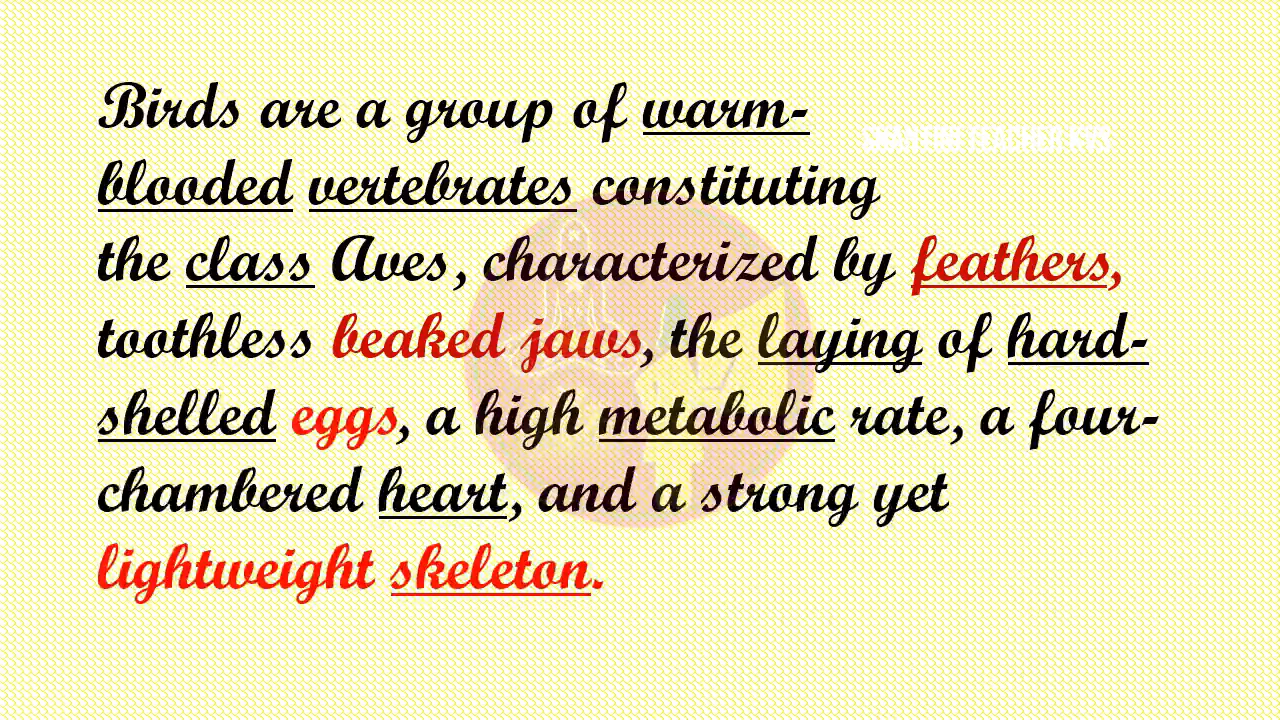 Birds are a group of warm-
blooded vertebrates constituting
the class Aves, characterized by feathers,
toothless beaked jaws, the laying of hard-
shelled eggs, a high metabolic rate, a four-
chambered heart, and a strong yet
lightweight skeleton.